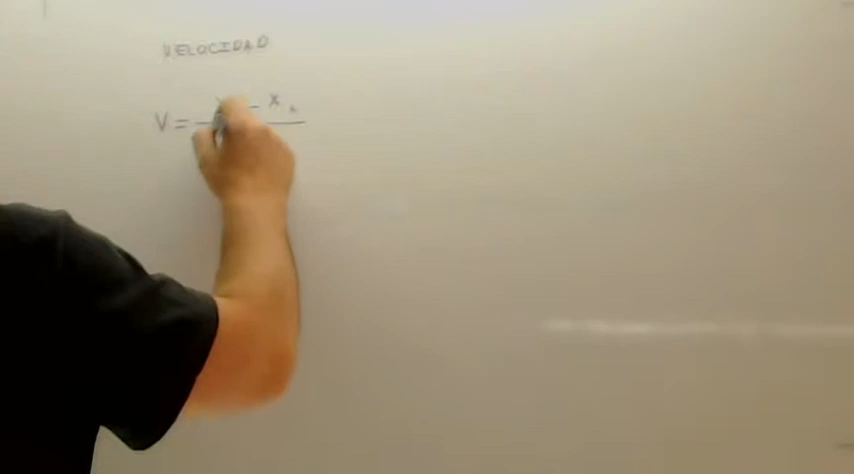 VELOCIDAD
V = - X